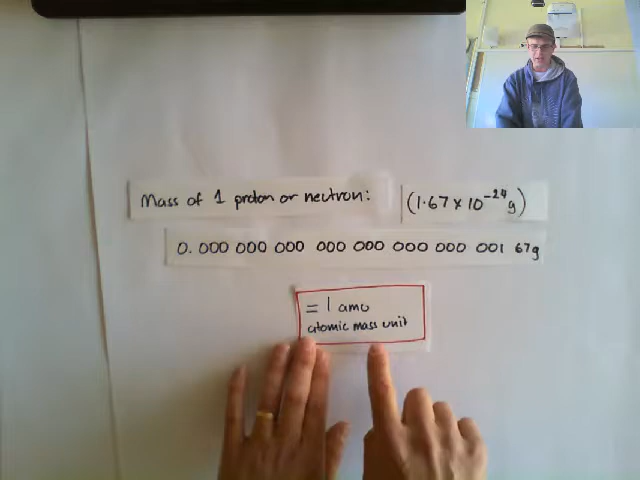 Mass of 1 proton or neutron: (1.67 x 10⁻²⁴g)
0. 000 000 000 000 000 000 000 001 67g
= 1 amu
atomic mass unit